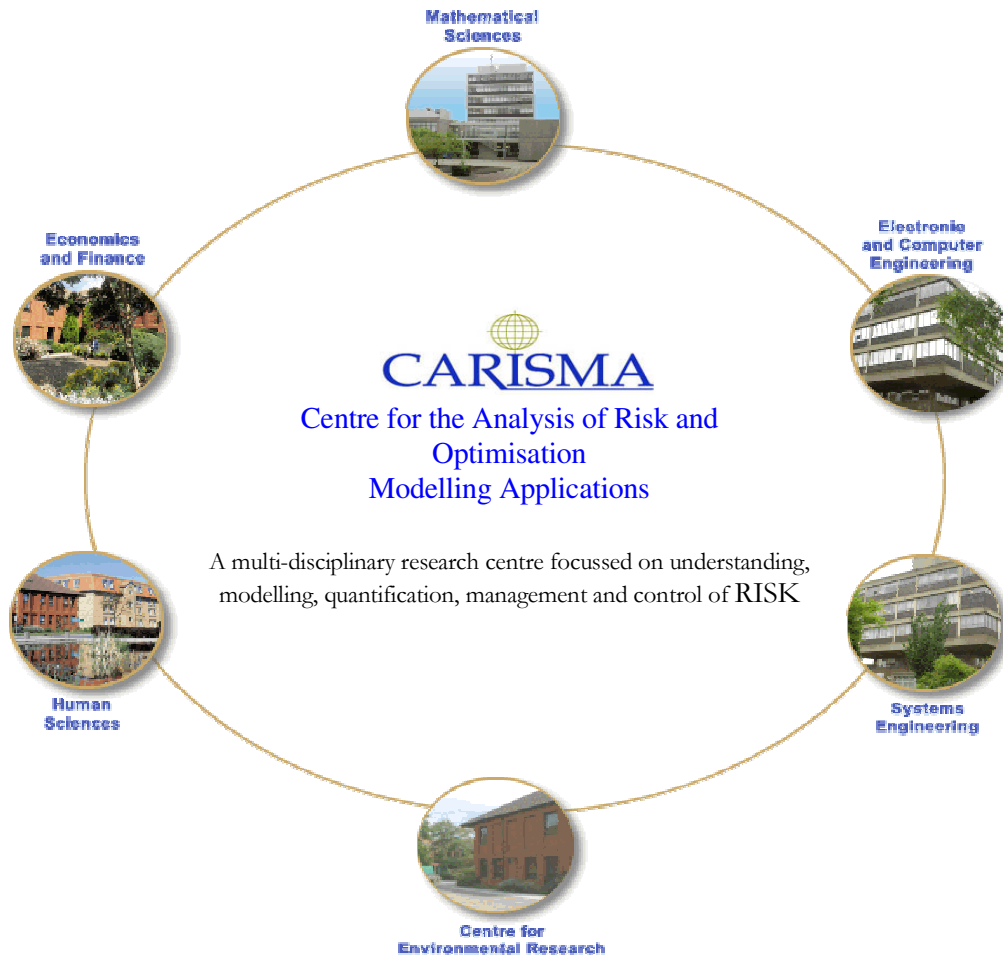 Mathematical
Sciences
Economics
and Finance
Electronic
and Computer
Engineering
CARISMA
Centre for the Analysis of Risk and
Optimisation
Modelling Applications
A multi-disciplinary research centre focussed on understanding,
modelling, quantification, management and control of RISK
Human
Sciences
Systems
Engineering
Centre for
Environmental Research